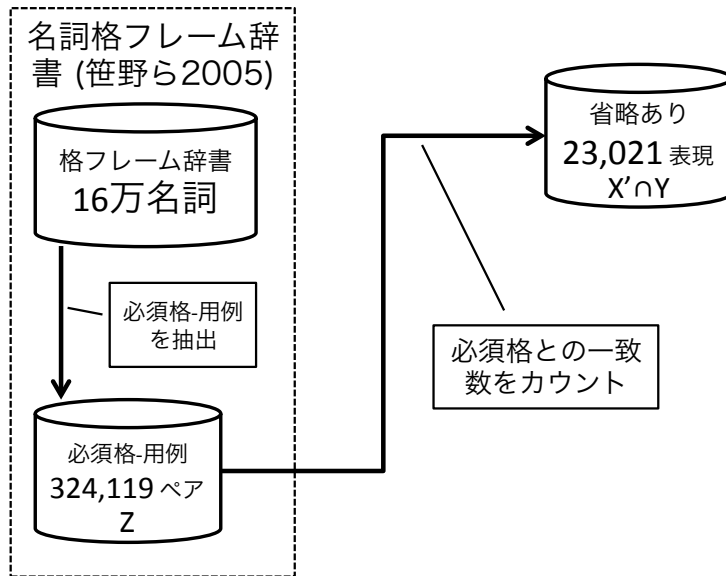 名詞格フレーム辞
書 (笹野ら2005)
格フレーム辞書
16万名詞
必須格-用例
を抽出
必須格-用例
324,119 ペア
Z
省略あり
23,021 表現
X’∩Y
必須格との一致
数をカウント